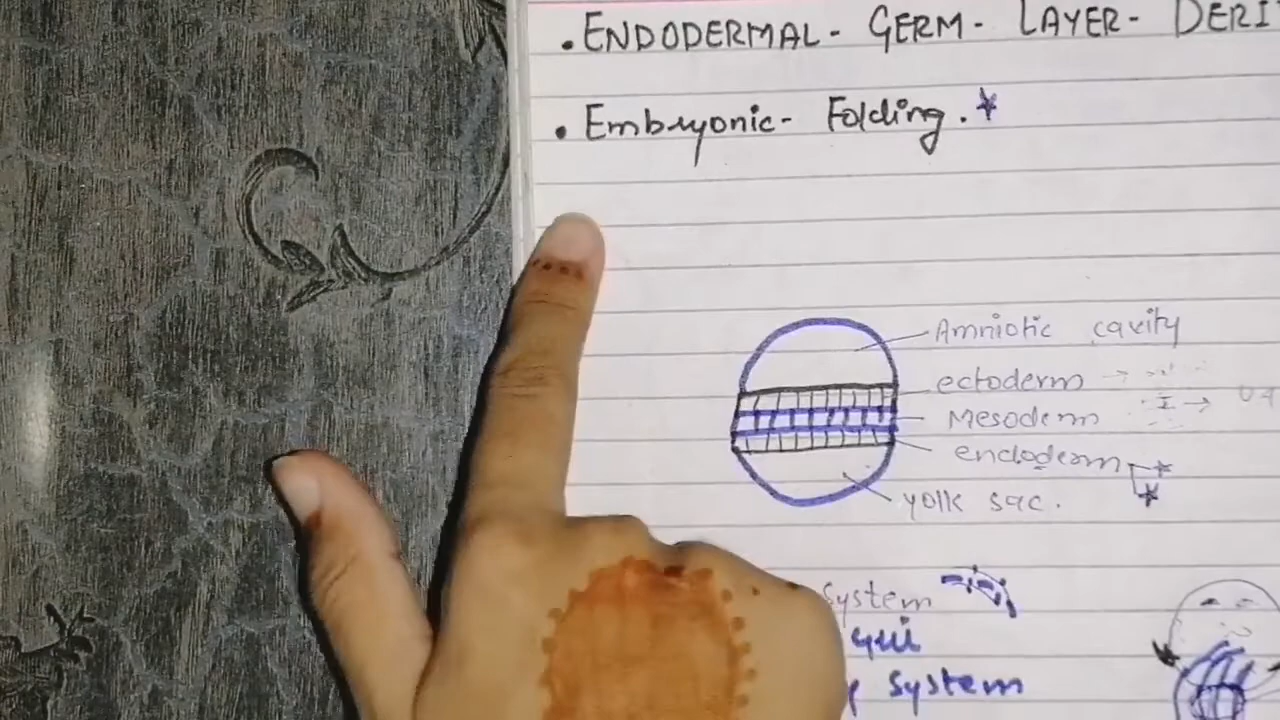 . ENDODERMAL - GERM - LAYER - DERI
. Embryonic - Folding .
Amniotic cavity
ectoderm
Mesoderm
endoderm
yolk sac .
System
System